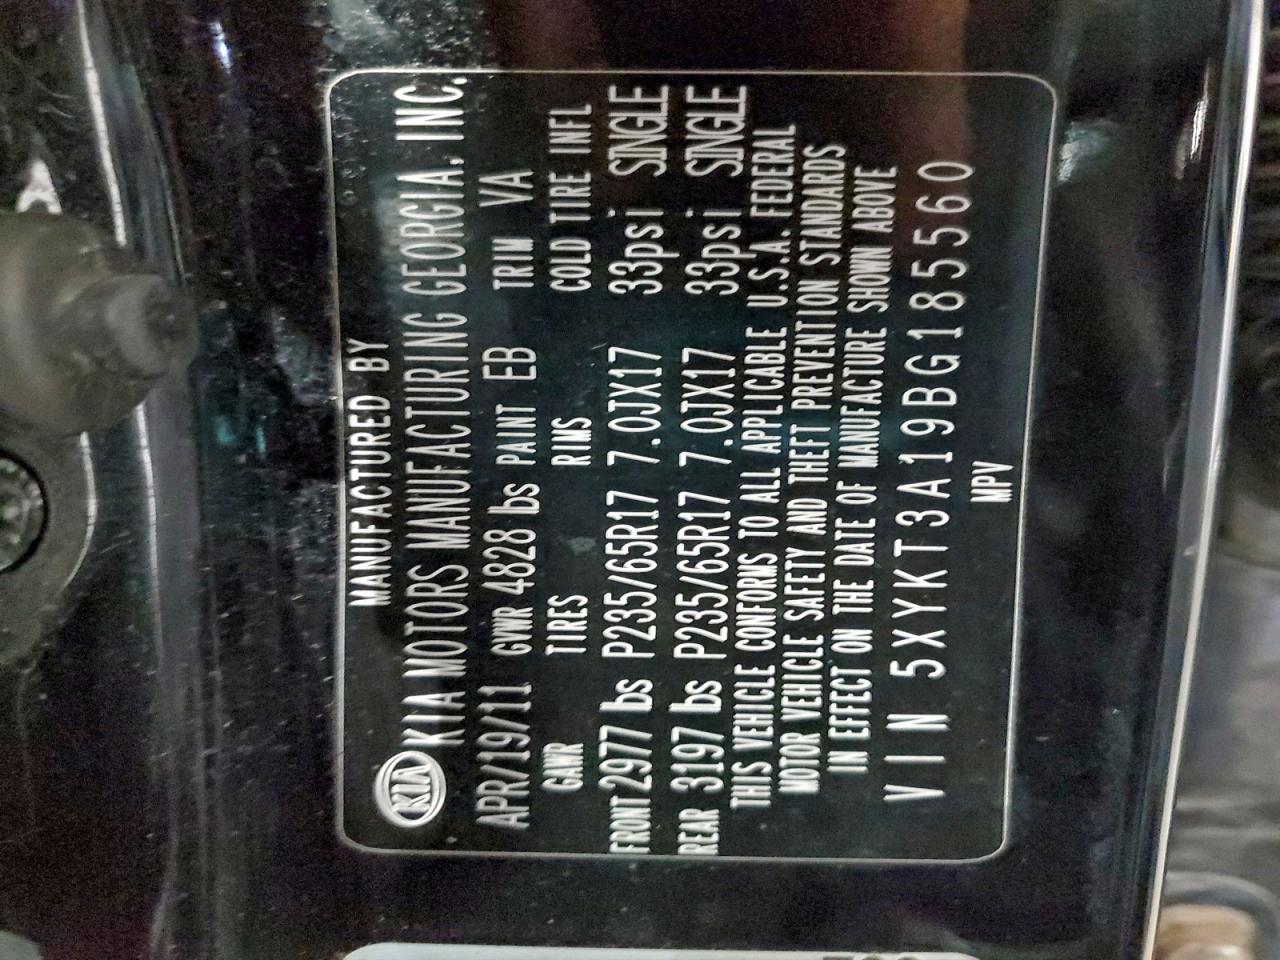 MANUFACTURED BY
KIA KIA MOTORS MANUFACTURING GEORGIA, INC.
APR/19/11 GVWR 4828 lbs PAINT EB TRIM VA
GAWR TIRES RIMS COLD TIRE INFL
FRONT 2977 lbs P235/65R17 7.0JX17 33psi SINGLE
REAR 3197 lbs P235/65R17 7.0JX17 33psi SINGLE
THIS VEHICLE CONFORMS TO ALL APPLICABLE U.S.A. FEDERAL
MOTOR VEHICLE SAFETY AND THEFT PREVENTION STANDARDS
IN EFFECT ON THE DATE OF MANUFACTURE SHOWN ABOVE
VIN 5XYKT3A19BG185560
MPV